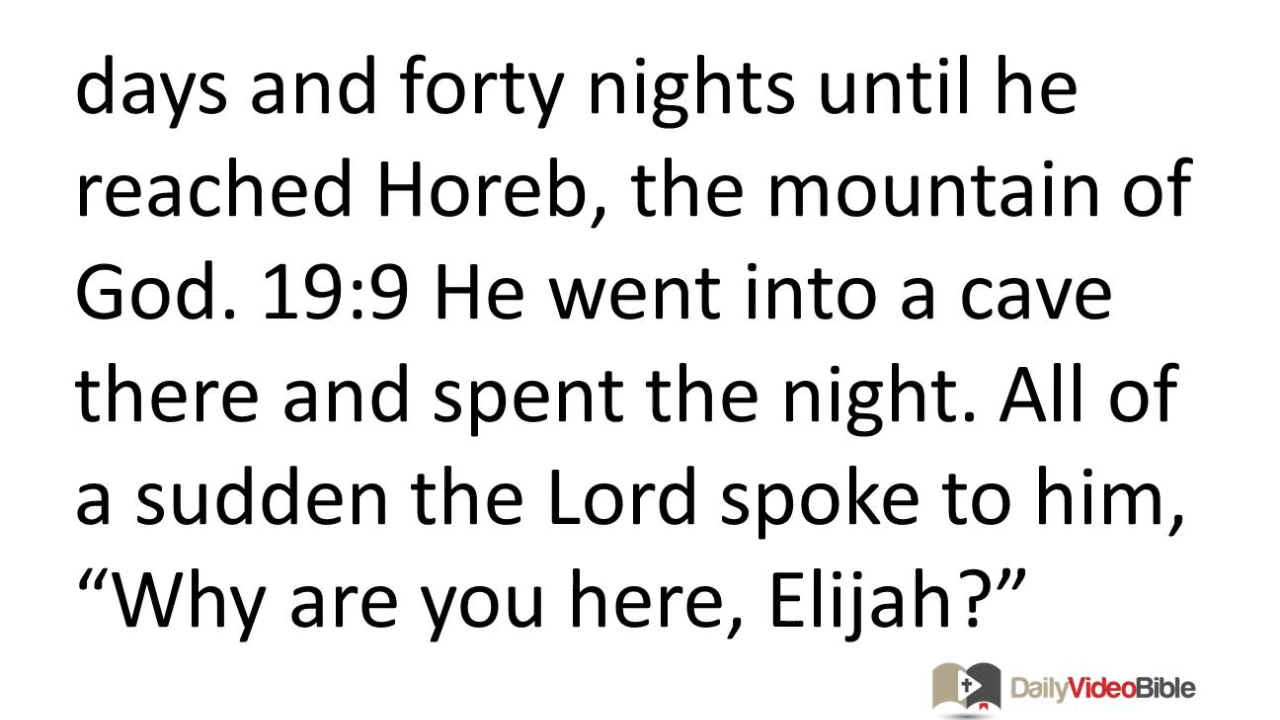 days and forty nights until he
reached Horeb, the mountain of
God. 19:9 He went into a cave
there and spent the night. All of
a sudden the Lord spoke to him,
“Why are you here, Elijah?”
DailyVideoBible